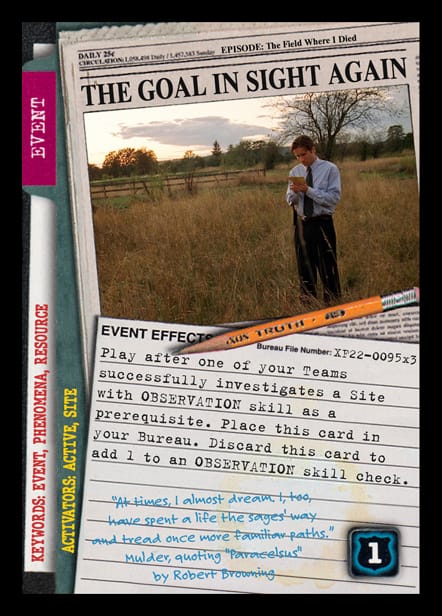 DAILY 25¢
CIRCULATION: 1,058,494 Daily / 1,457,583 Sunday
EPISODE: The Field Where I Died
THE GOAL IN SIGHT AGAIN
EVENT
KEYWORDS: EVENT, PHENOMENA, RESOURCE
ACTIVATORS: ACTIVE, SITE
TRUTH
EVENT EFFECTS
Bureau File Number: XP22-0095x3
Play after one of your Teams
successfully investigates a Site
with OBSERVATION skill as a
prerequisite. Place this card in
your Bureau. Discard this card to
add 1 to an OBSERVATION skill check.
"At times, I almost dream. I, too,
have spent a life the sages' way
and tread once more familiar paths."
Mulder, quoting "Paracelsus"
by Robert Browning
1